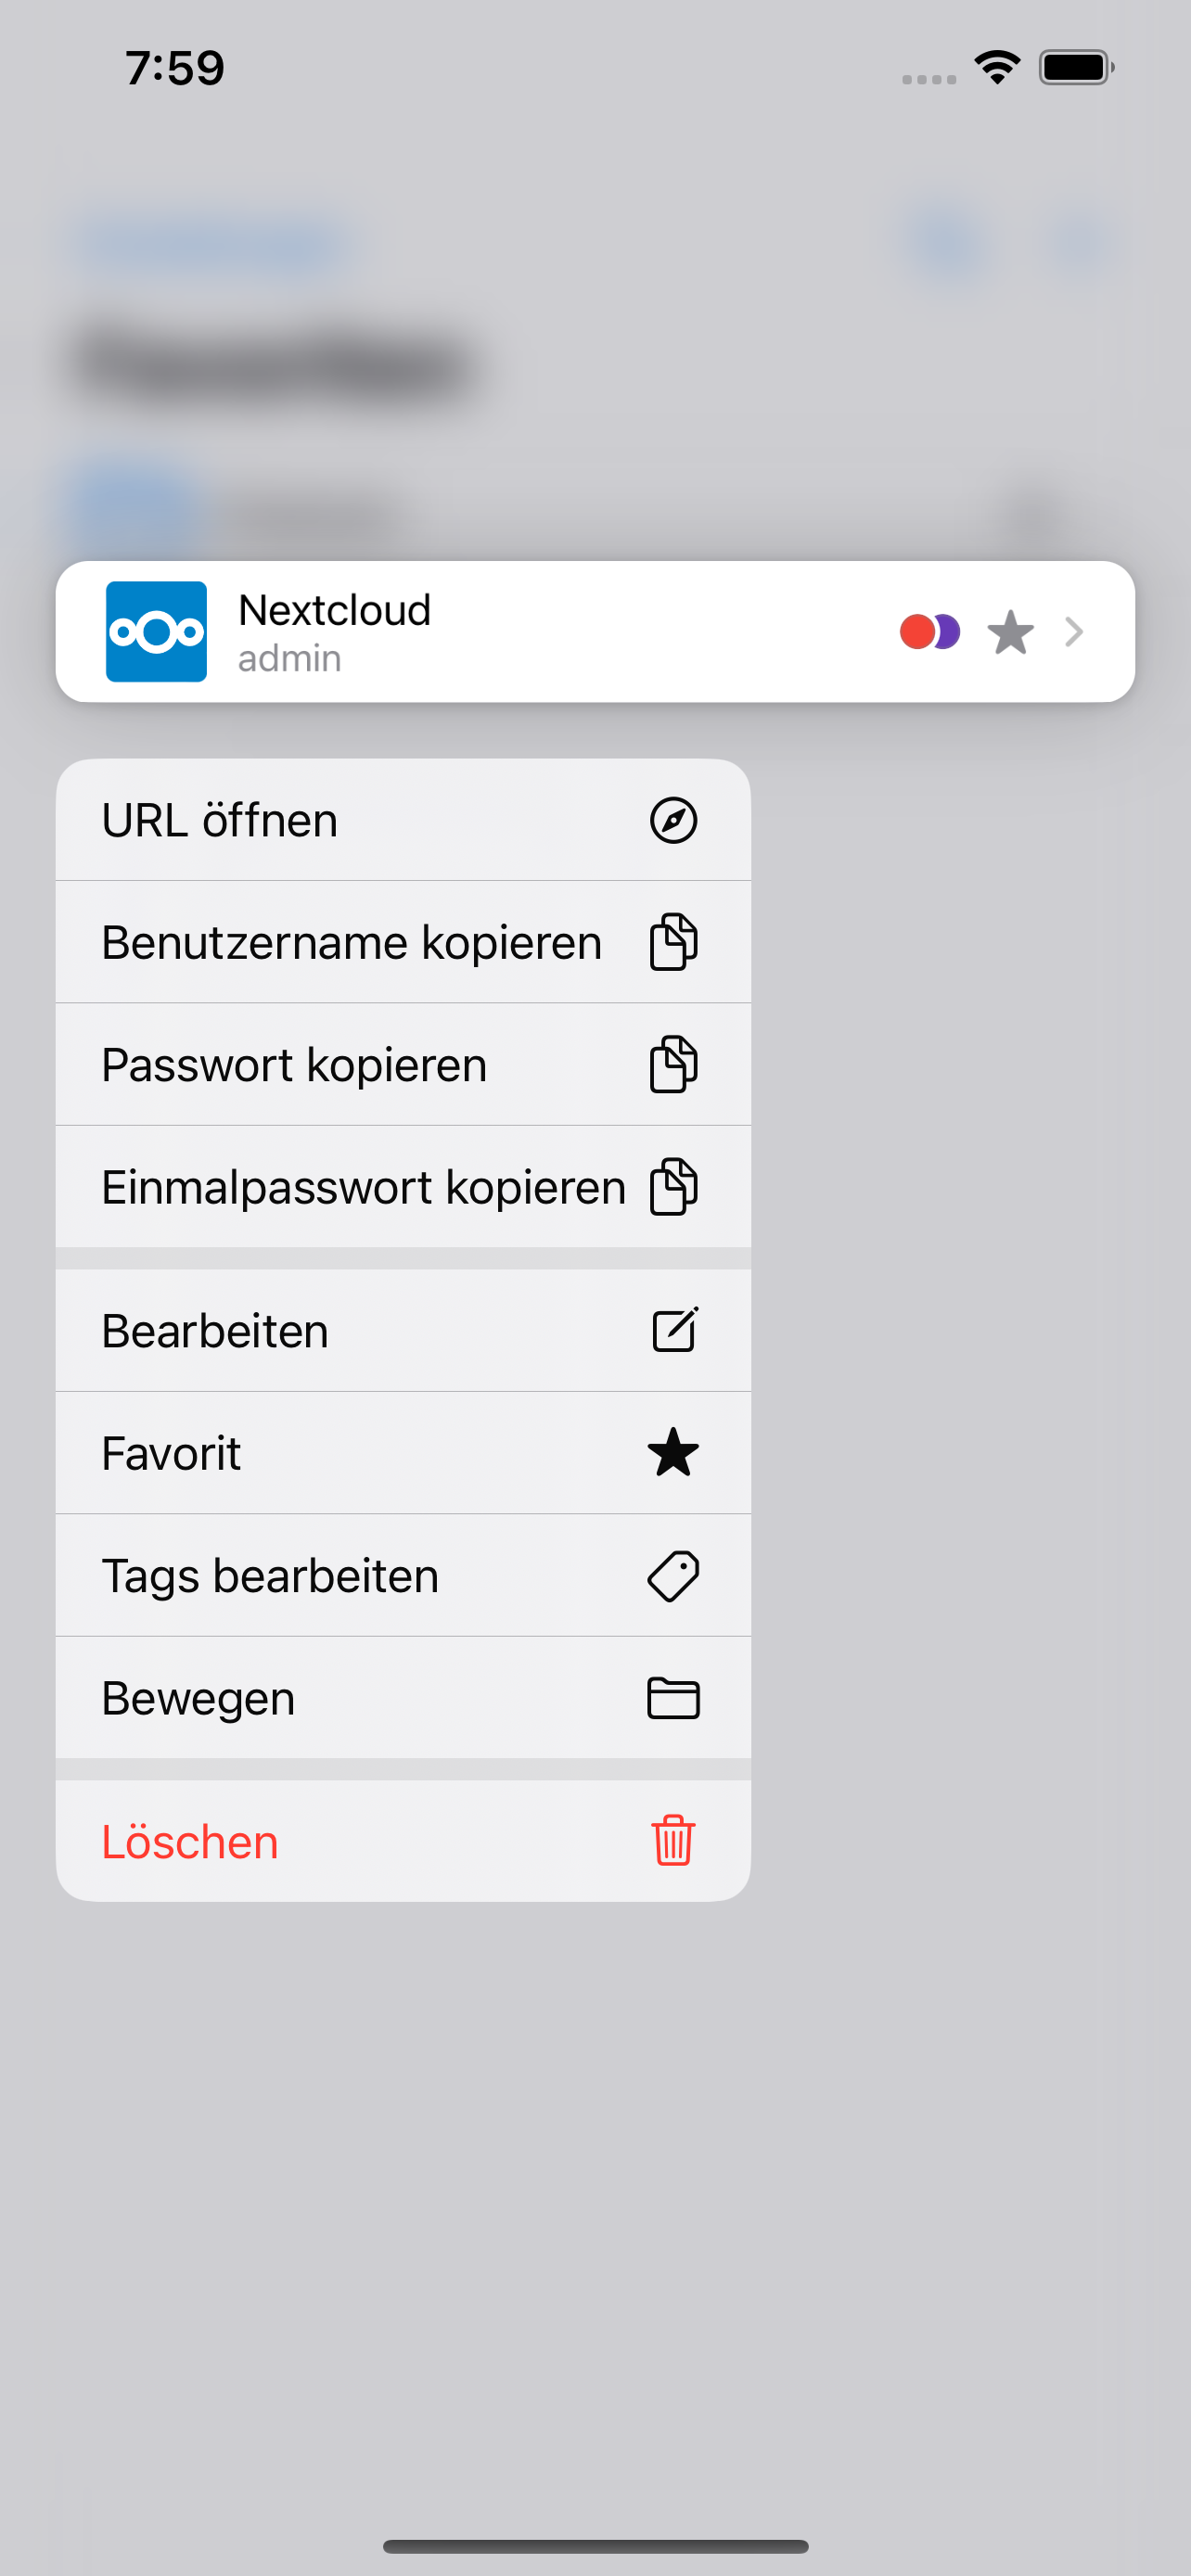 7:59
Nextcloud
admin
URL öffnen
Benutzername kopieren
Passwort kopieren
Einmalpasswort kopieren
Bearbeiten
Favorit
Tags bearbeiten
Bewegen
Löschen